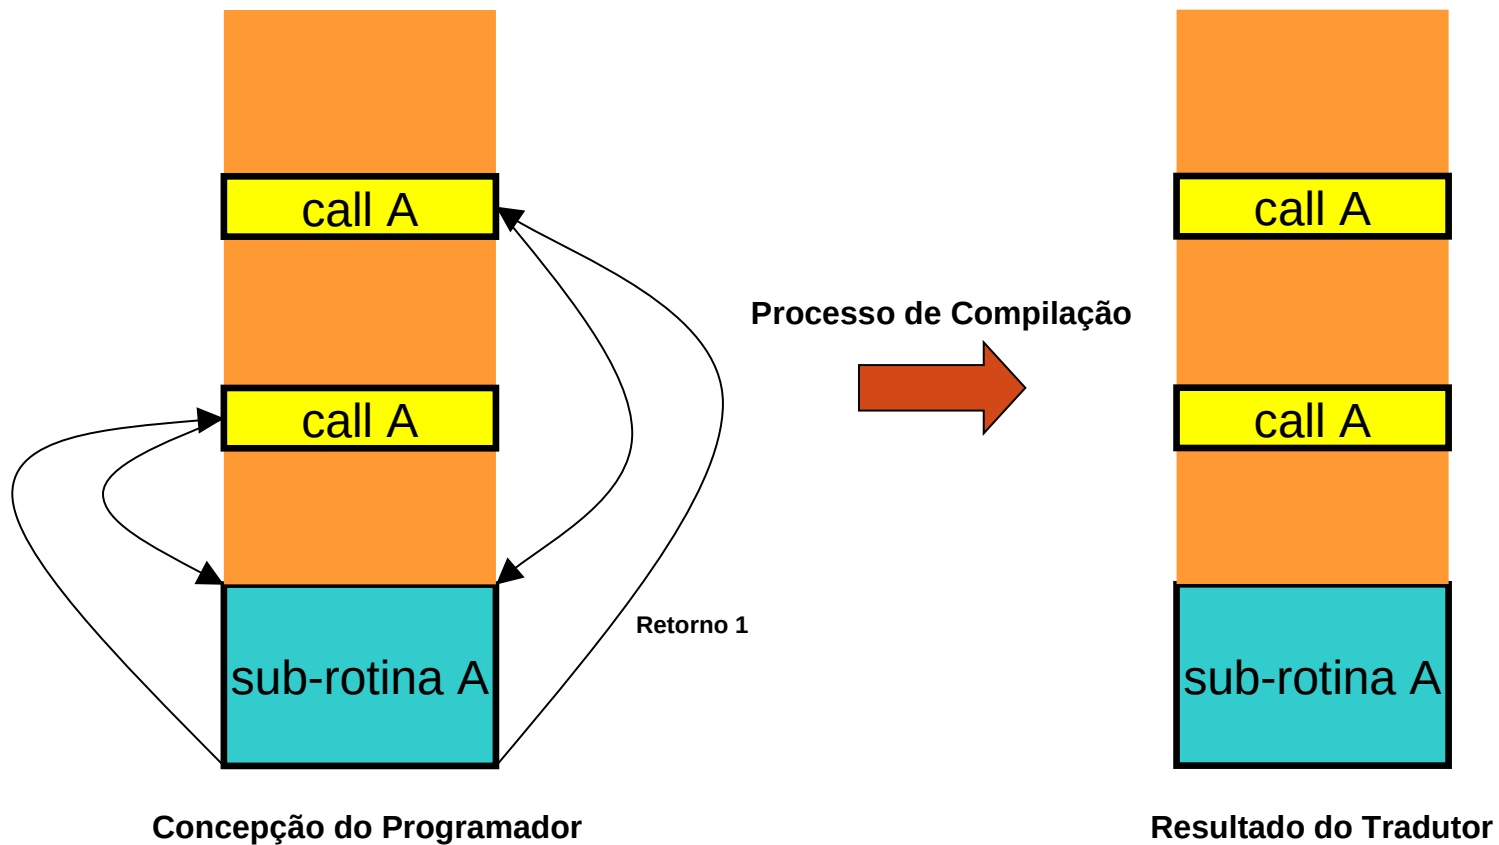 call A
call A
sub-rotina A
Retorno 1
Concepção do Programador
Processo de Compilação
call A
call A
sub-rotina A
Resultado do Tradutor